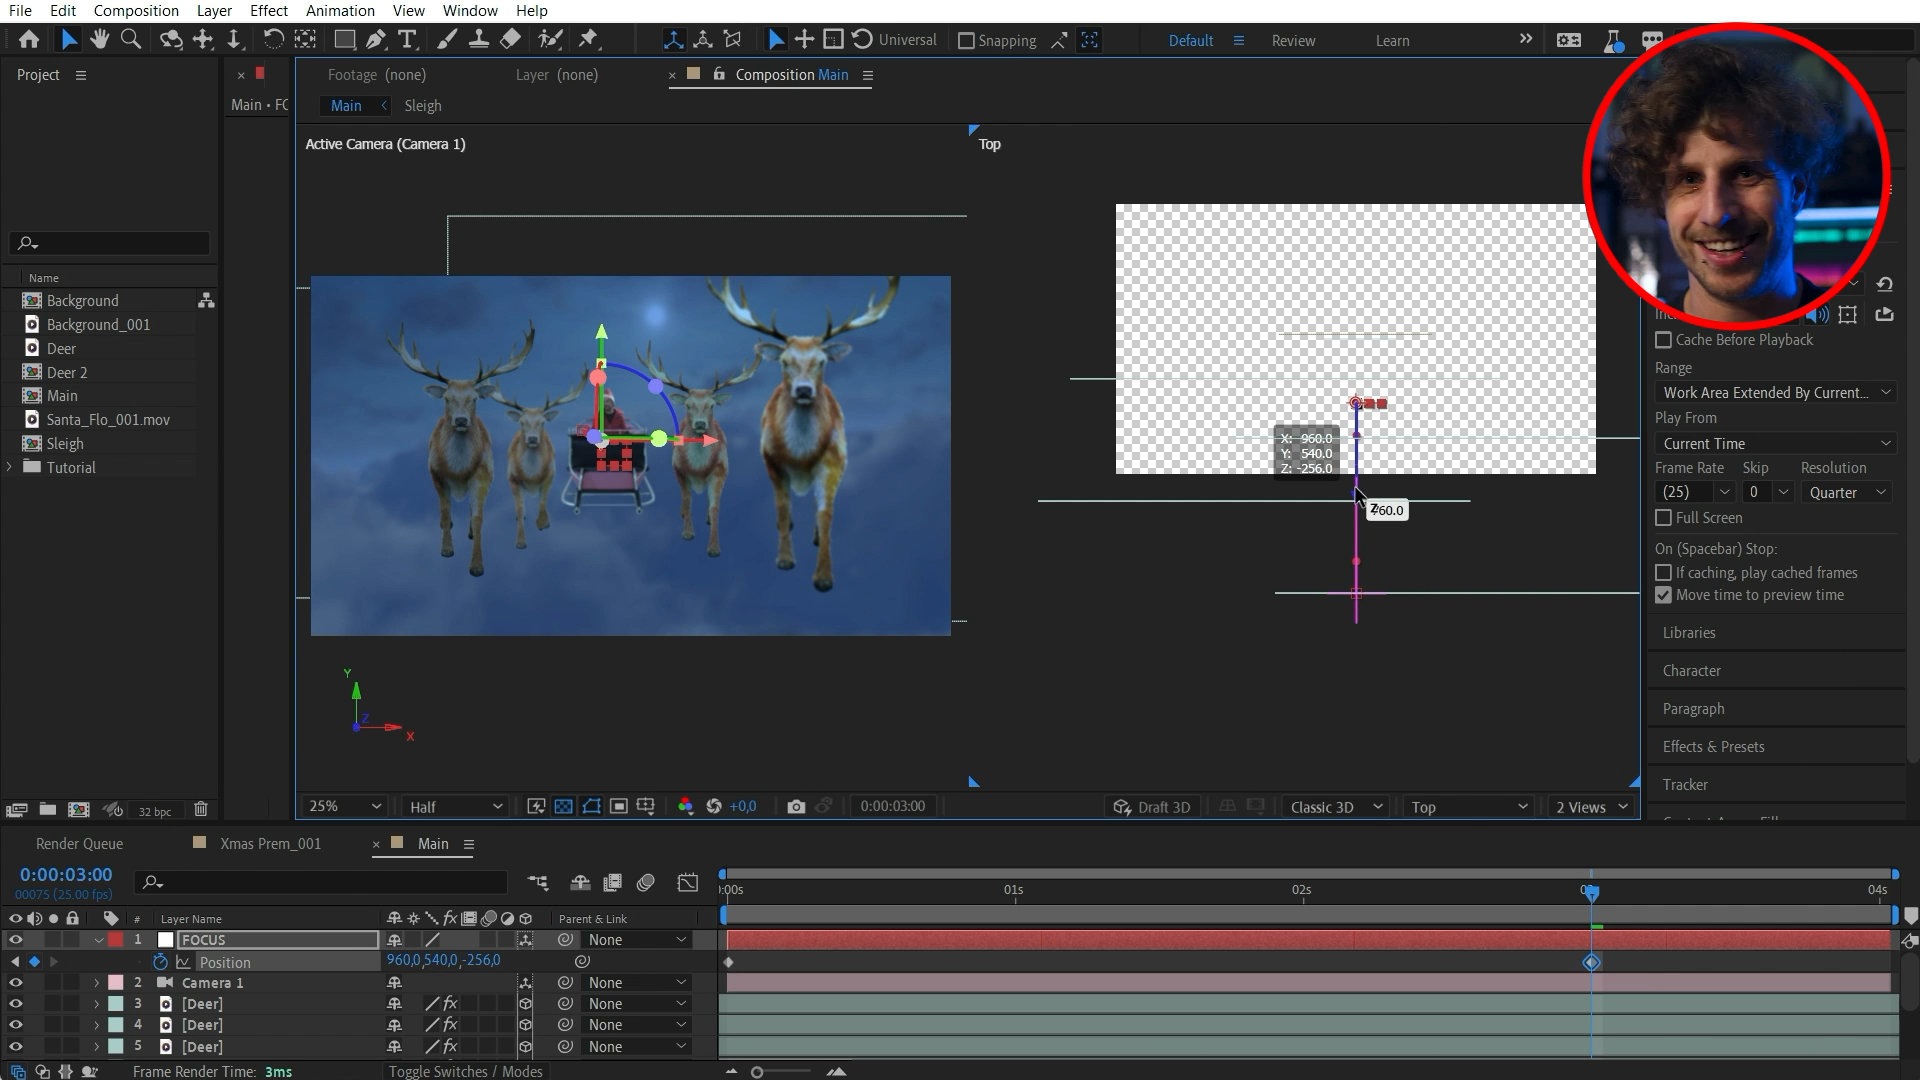 File Edit Composition Layer Effect Animation View Window Help
Universal
Snapping
Default
Review
Learn
Project
Main • FC
Footage (none)
Layer (none)
Composition Main
Main
Sleigh
Active Camera (Camera 1)
Top
Name
Background
Background_001
Deer
Deer 2
Main
Santa_Flo_001.mov
Sleigh
Tutorial
32 bpc
X: 960.0
Y: 540.0
Z: -256.0
Y
Z
X
25%
Half
+0,0
0:00:03:00
Draft 3D
Classic 3D
Top
2 Views
Cache Before Playback
Range
Work Area Extended By Current...
Play From
Current Time
Frame Rate Skip Resolution
(25)
0
Quarter
Full Screen
On (Spacebar) Stop:
If caching, play cached frames
Move time to preview time
Libraries
Character
Paragraph
Effects & Presets
Tracker
Render Queue
Xmas Prem_001
Main
0:00:03:00
00075 (25.00 fps)
01s
02s
04s
# Layer Name
Parent & Link
1 FOCUS None
Position 960,0,540,0,-256,0
2 Camera 1 None
3 [Deer] None
4 [Deer] None
5 [Deer] None
Frame Render Time: 3ms
Toggle Switches / Modes